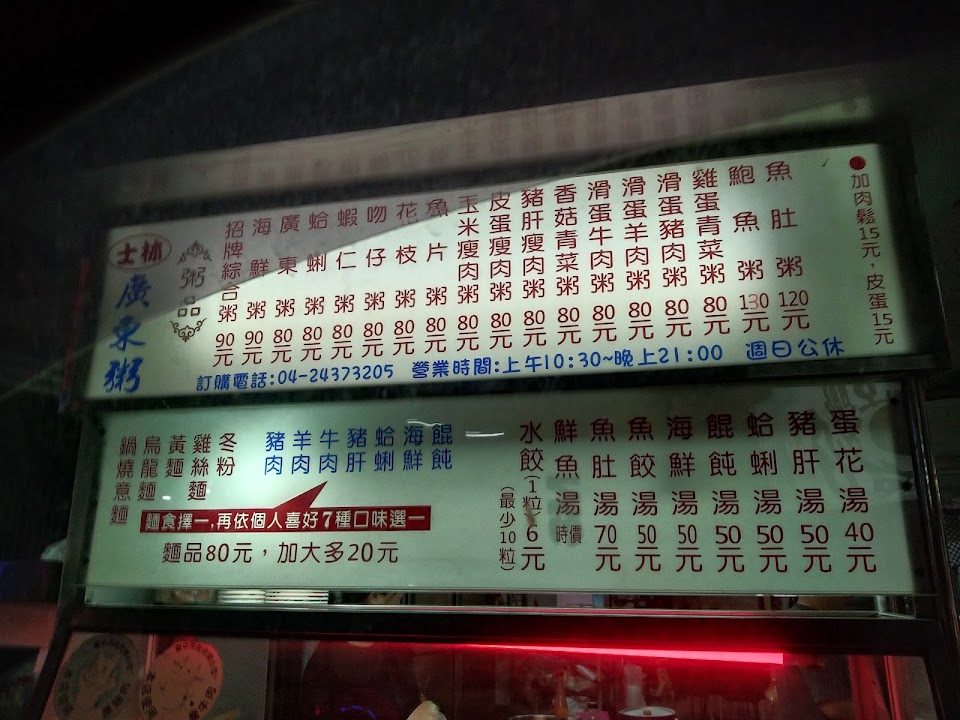 士林
廣東粥
粥品
招牌綜合粥90元
海鮮粥90元
廣東粥80元
蛤蜊粥80元
蝦仁粥80元
吻仔粥80元
花枝粥80元
魚片粥80元
玉米瘦肉粥80元
皮蛋瘦肉粥80元
豬肝瘦肉粥80元
香菇青菜粥80元
滑蛋牛肉粥80元
滑蛋羊肉粥80元
滑蛋豬肉粥80元
雞蛋青菜粥80元
鮑魚粥130元
魚肚粥120元
●加肉鬆15元，皮蛋15元
訂購電話:04-24373205 營業時間:上午10:30~晚上21:00 週日公休
鍋燒意麵
烏龍麵
黃麵
雞絲麵
冬粉
豬肉
羊肉
牛肉
豬肝
蛤蜊
海鮮
餛飩
麵食擇一,再依個人喜好7種口味選一
麵品80元，加大多20元
水餃(1粒)6元
(最少10粒)
鮮魚湯時價
魚肚湯70元
魚餃湯50元
海鮮湯50元
餛飩湯50元
蛤蜊湯50元
豬肝湯50元
蛋花湯40元